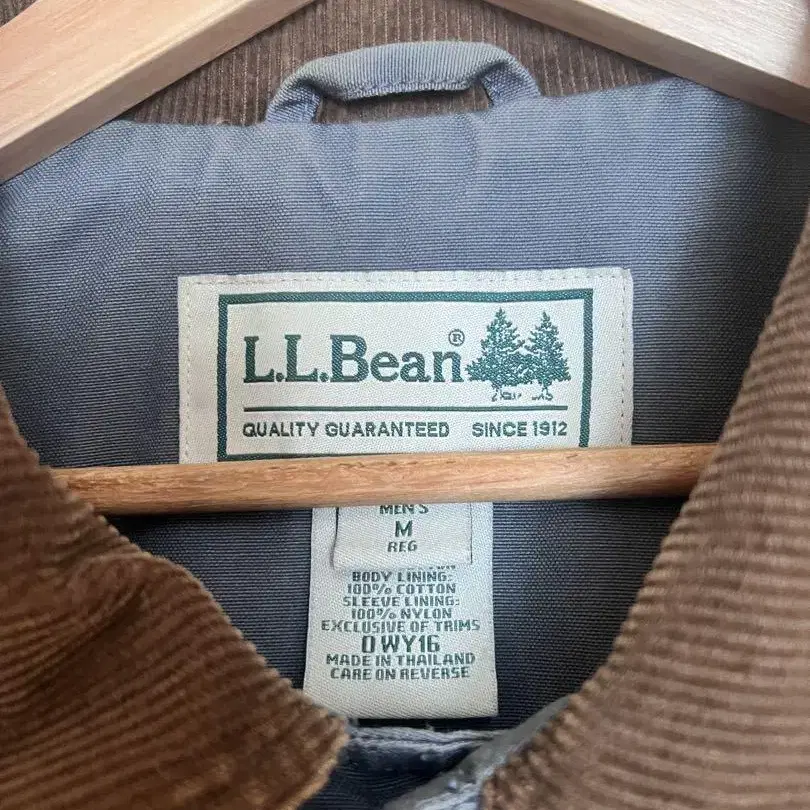 L.L.Bean®
QUALITY GUARANTEED SINCE 1912
MEN'S
M
REG
BODY LINING:
100% COTTON
SLEEVE LINING:
100% NYLON
EXCLUSIVE OF TRIMS
0WY16
MADE IN THAILAND
CARE ON REVERSE